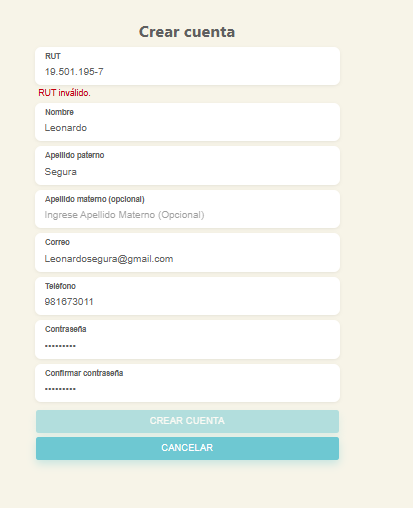 Crear cuenta
RUT
19.501.195-7
RUT inválido.
Nombre
Leonardo
Apellido paterno
Segura
Apellido materno (opcional)
Ingrese Apellido Materno (Opcional)
Correo
Leonardosegura@gmail.com
Teléfono
981673011
Contraseña
•••••••••
Confirmar contraseña
•••••••••
CREAR CUENTA
CANCELAR